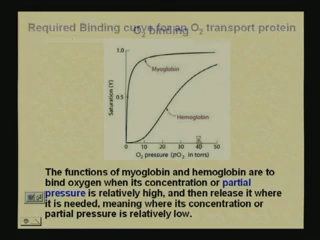 Required Binding curve for an O2 transport protein
O2 binding
1.0
Myoglobin
0.5
Hemoglobin
Saturation (Y)
0 10 20 30 40 50
O2 pressure (pO2 in torrs)
The functions of myoglobin and hemoglobin are to
bind oxygen when its concentration or partial
pressure is relatively high, and then release it where
it is needed, meaning where its concentration or
partial pressure is relatively low.